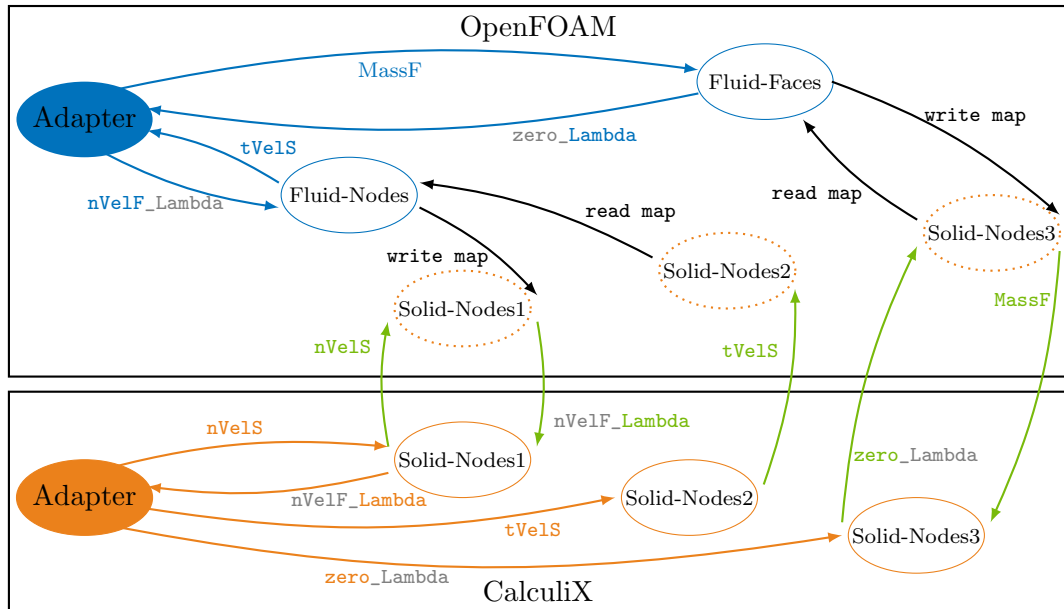 OpenFOAM
MassF
Fluid-Faces
Adapter
write map
zero_Lambda
tVelS
nVelF_Lambda
Fluid-Nodes
read map
read map
Solid-Nodes3
write map
Solid-Nodes2
Solid-Nodes1
MassF
nVelS
tVelS
nVelF_Lambda
nVelS
Solid-Nodes1
zero_Lambda
Adapter
nVelF_Lambda
Solid-Nodes2
tVelS
Solid-Nodes3
zero_Lambda
CalculiX